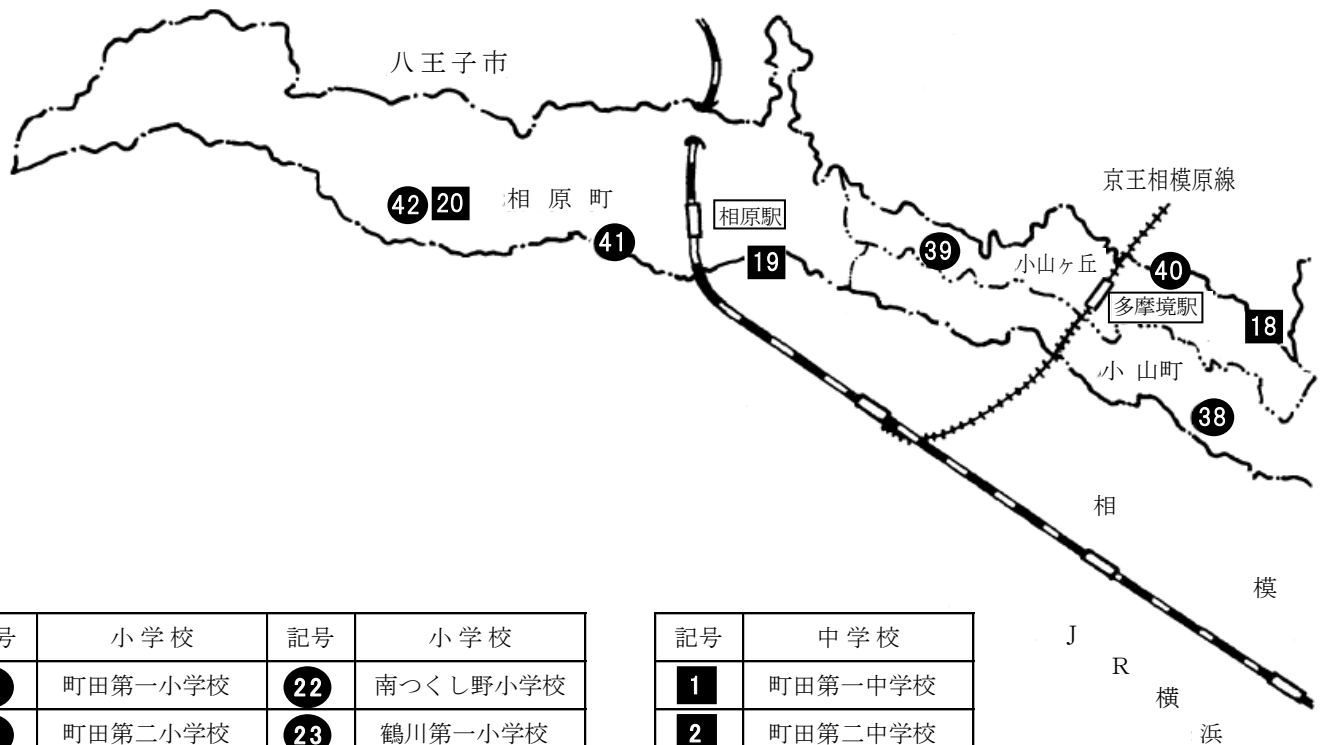 八王子市
京王相模原線
42 20 相原町
相原駅
41
19
39
小山ヶ丘
40
多摩境駅
18
小山町
38
相
模
J
R
横
浜
号 小学校 記号 小学校
町田第一小学校 22 南つくし野小学校
町田第二小学校 23 鶴川第一小学校
記号 中学校
1 町田第一中学校
2 町田第二中学校